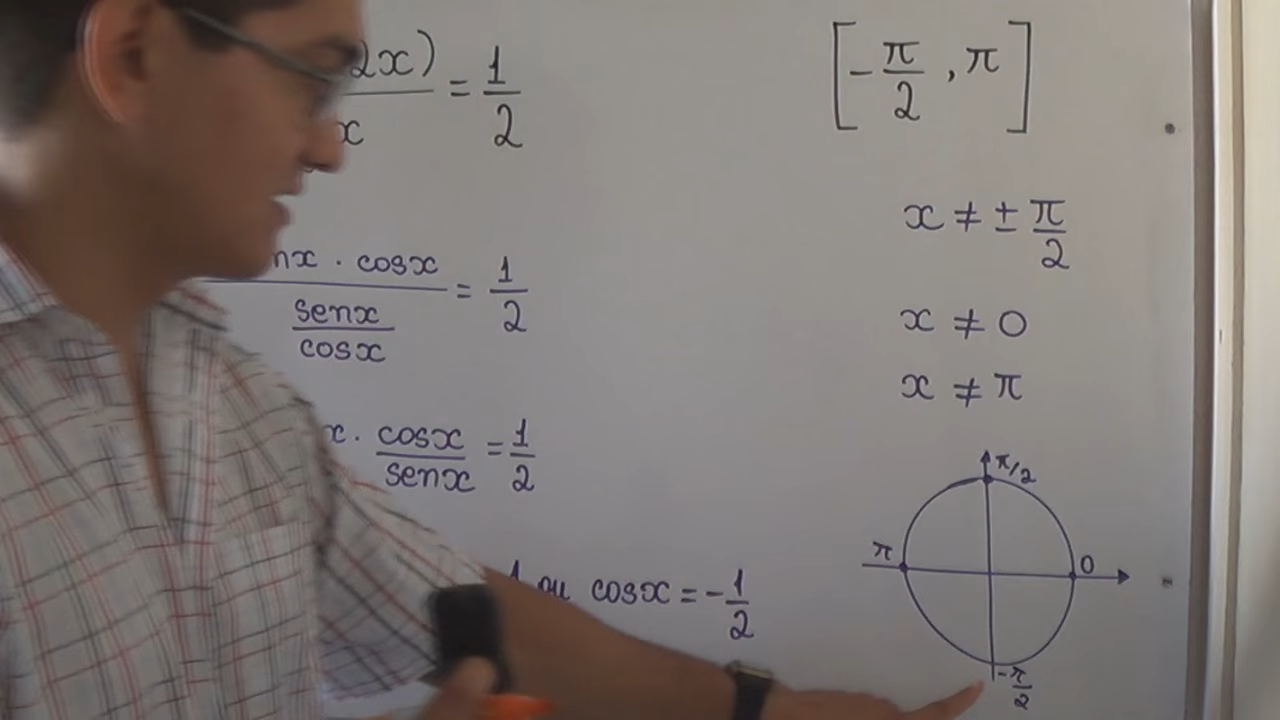 2x) / x = 1/2
[-π/2, π]
x ≠ ± π/2
nx · cosx / (senx/cosx) = 1/2
x ≠ 0
x ≠ π
x · cosx/senx = 1/2
π/2
π 0
ou cosx = -1/2
-π/2